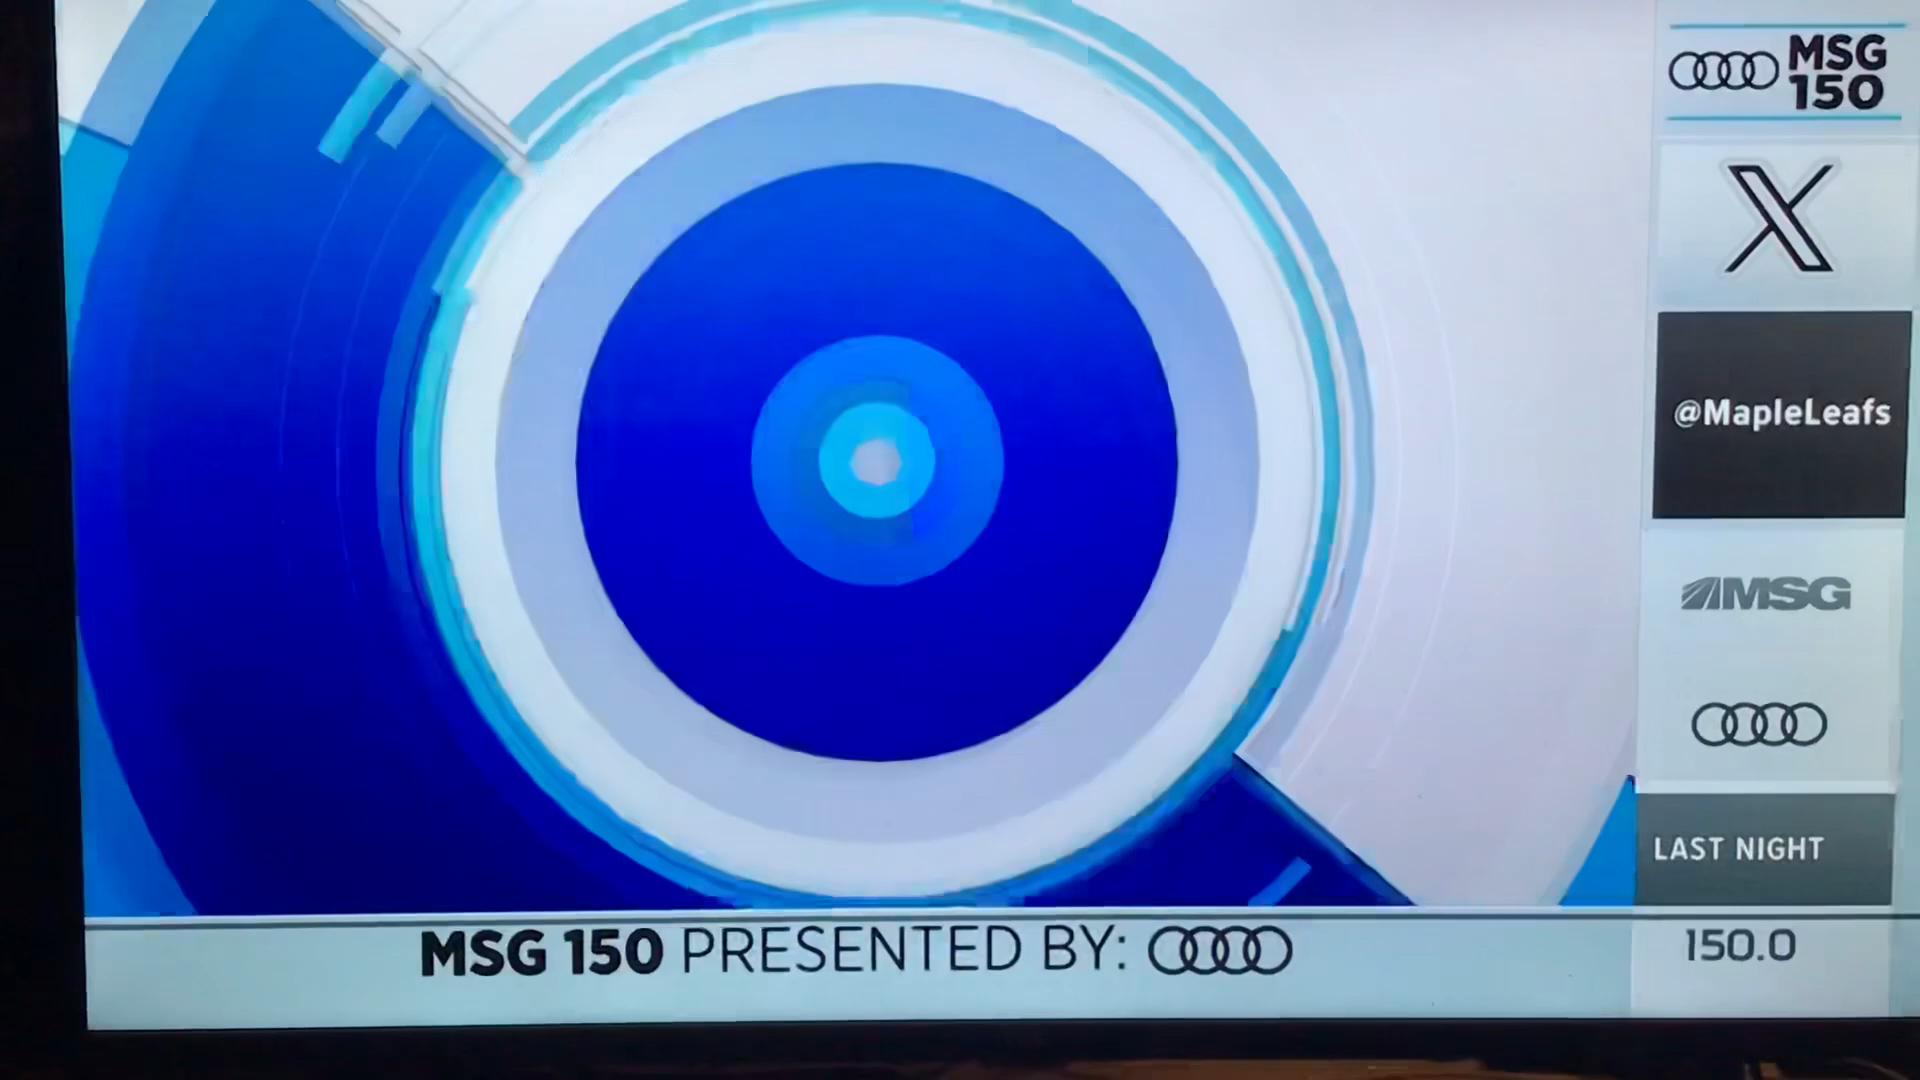 MSG
150
X
@MapleLeafs
MSG
LAST NIGHT
MSG 150 PRESENTED BY:
150.0